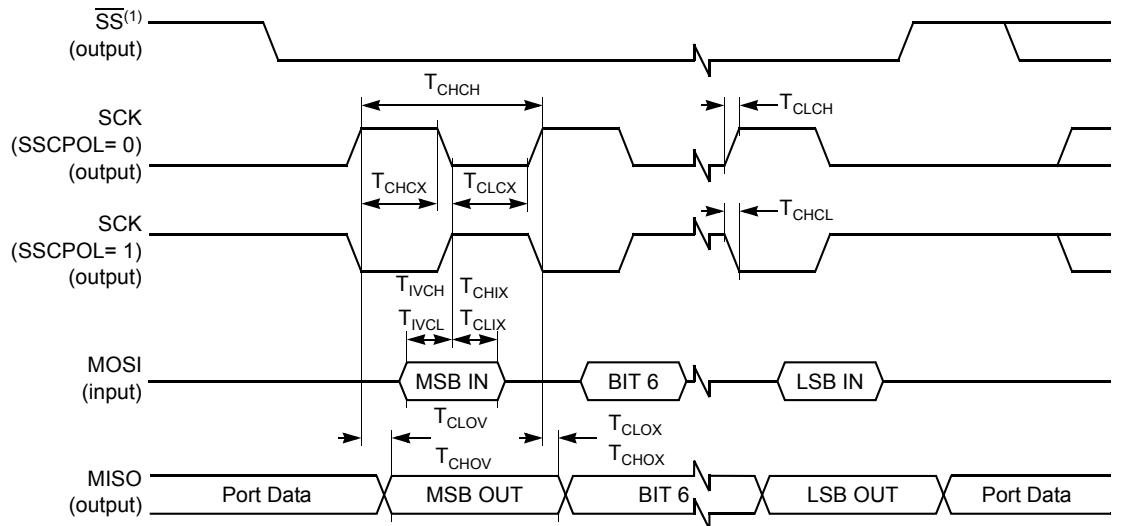 SS(1)
(output)
TCHCH
TCLCH
SCK
(SSCPOL= 0)
(output)
TCHCX
TCLCX
SCK
(SSCPOL= 1)
(output)
TCHCL
TIVCH
TCHIX
TIVCL
TCLIX
MOSI
(input)
MSB IN
BIT 6
LSB IN
TCLOV
TCLOX
TCHOV
TCHOX
MISO
(output)
Port Data
MSB OUT
BIT 6
LSB OUT
Port Data